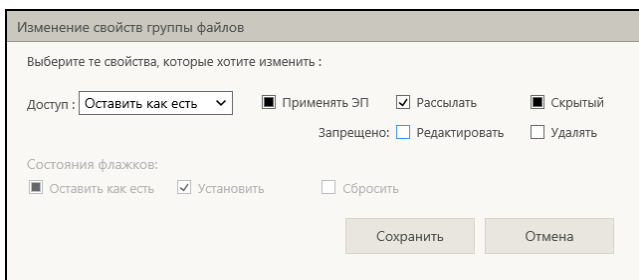 Изменение свойств группы файлов
Выберите те свойства, которые хотите изменить :
Доступ : Оставить как есть Применять ЭП Рассылать Скрытый
Запрещено: Редактировать Удалять
Состояния флажков:
Оставить как есть Установить Сбросить
Сохранить Отмена